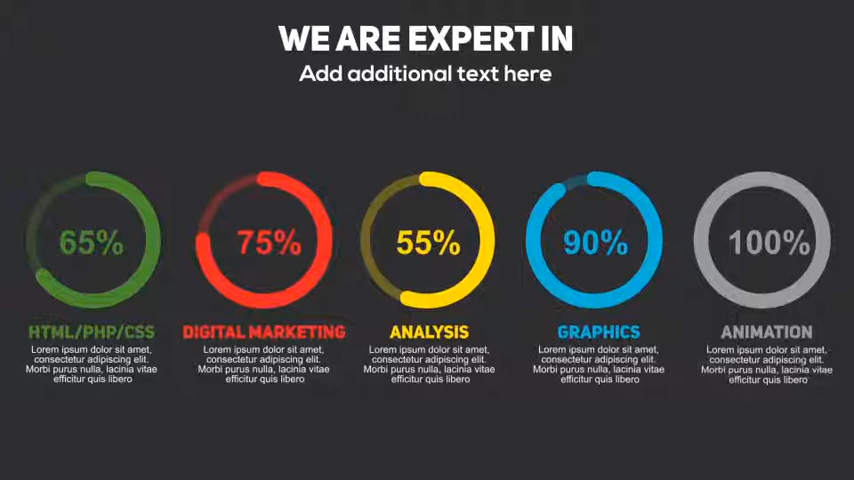 WE ARE EXPERT IN
Add additional text here
65%
75%
55%
90%
100%
HTML/PHP/CSS
Lorem ipsum dolor sit amet,
consectetur adipiscing elit.
Morbi purus nulla, lacinia vitae
efficitur quis libero
DIGITAL MARKETING
Lorem ipsum dolor sit amet,
consectetur adipiscing elit.
Morbi purus nulla, lacinia vitae
efficitur quis libero
ANALYSIS
Lorem ipsum dolor sit amet,
consectetur adipiscing elit.
Morbi purus nulla, lacinia vitae
efficitur quis libero
GRAPHICS
Lorem ipsum dolor sit amet,
consectetur adipiscing elit.
Morbi purus nulla, lacinia vitae
efficitur quis libero
ANIMATION
Lorem ipsum dolor sit amet,
consectetur adipiscing elit.
Morbi purus nulla, lacinia vitae
efficitur quis libero